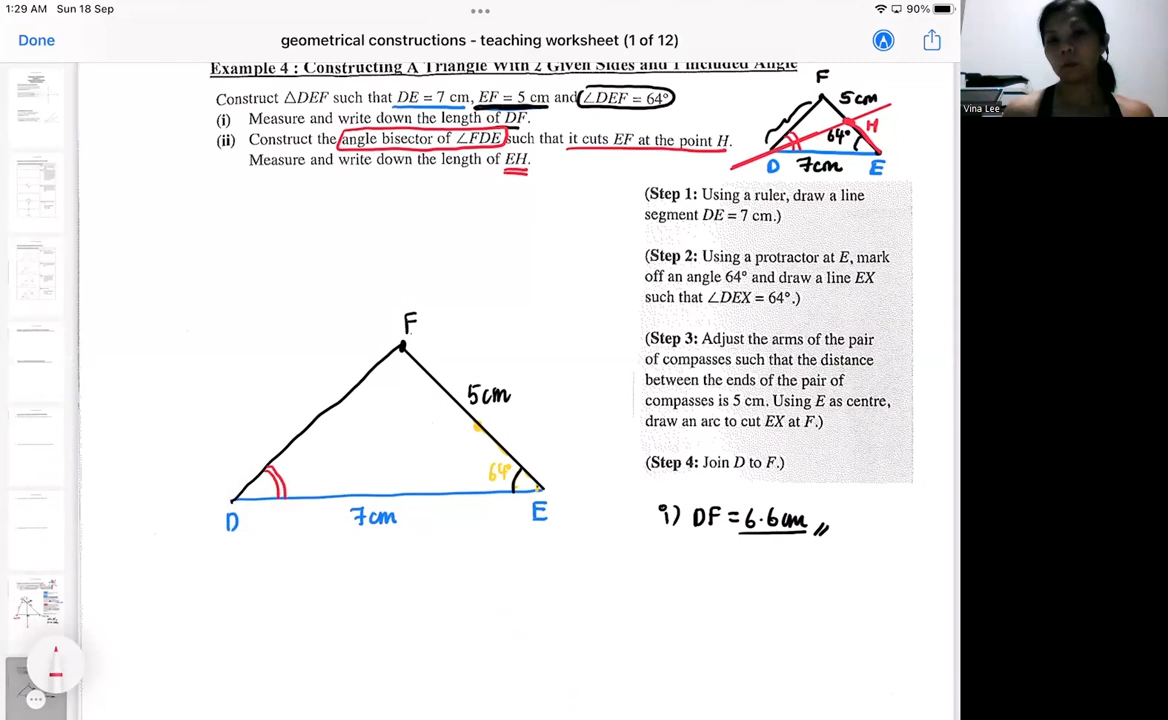 1:29 AM Sun 18 Sep
90%
Done
geometrical constructions - teaching worksheet (1 of 12)
Vina Lee
Example 4 : Constructing A Triangle With 2 Given Sides and 1 Included Angle
Construct △DEF such that DE = 7 cm, EF = 5 cm and ∠DEF = 64°
(i) Measure and write down the length of DF.
(ii) Construct the angle bisector of ∠FDE such that it cuts EF at the point H.
Measure and write down the length of EH.
F
5cm
H
64°
D
7cm
E
(Step 1: Using a ruler, draw a line
segment DE = 7 cm.)
(Step 2: Using a protractor at E, mark
off an angle 64° and draw a line EX
such that ∠DEX = 64°.)
(Step 3: Adjust the arms of the pair
of compasses such that the distance
between the ends of the pair of
compasses is 5 cm. Using E as centre,
draw an arc to cut EX at F.)
(Step 4: Join D to F.)
F
5cm
64°
D
7cm
E
i) DF = 6.6cm